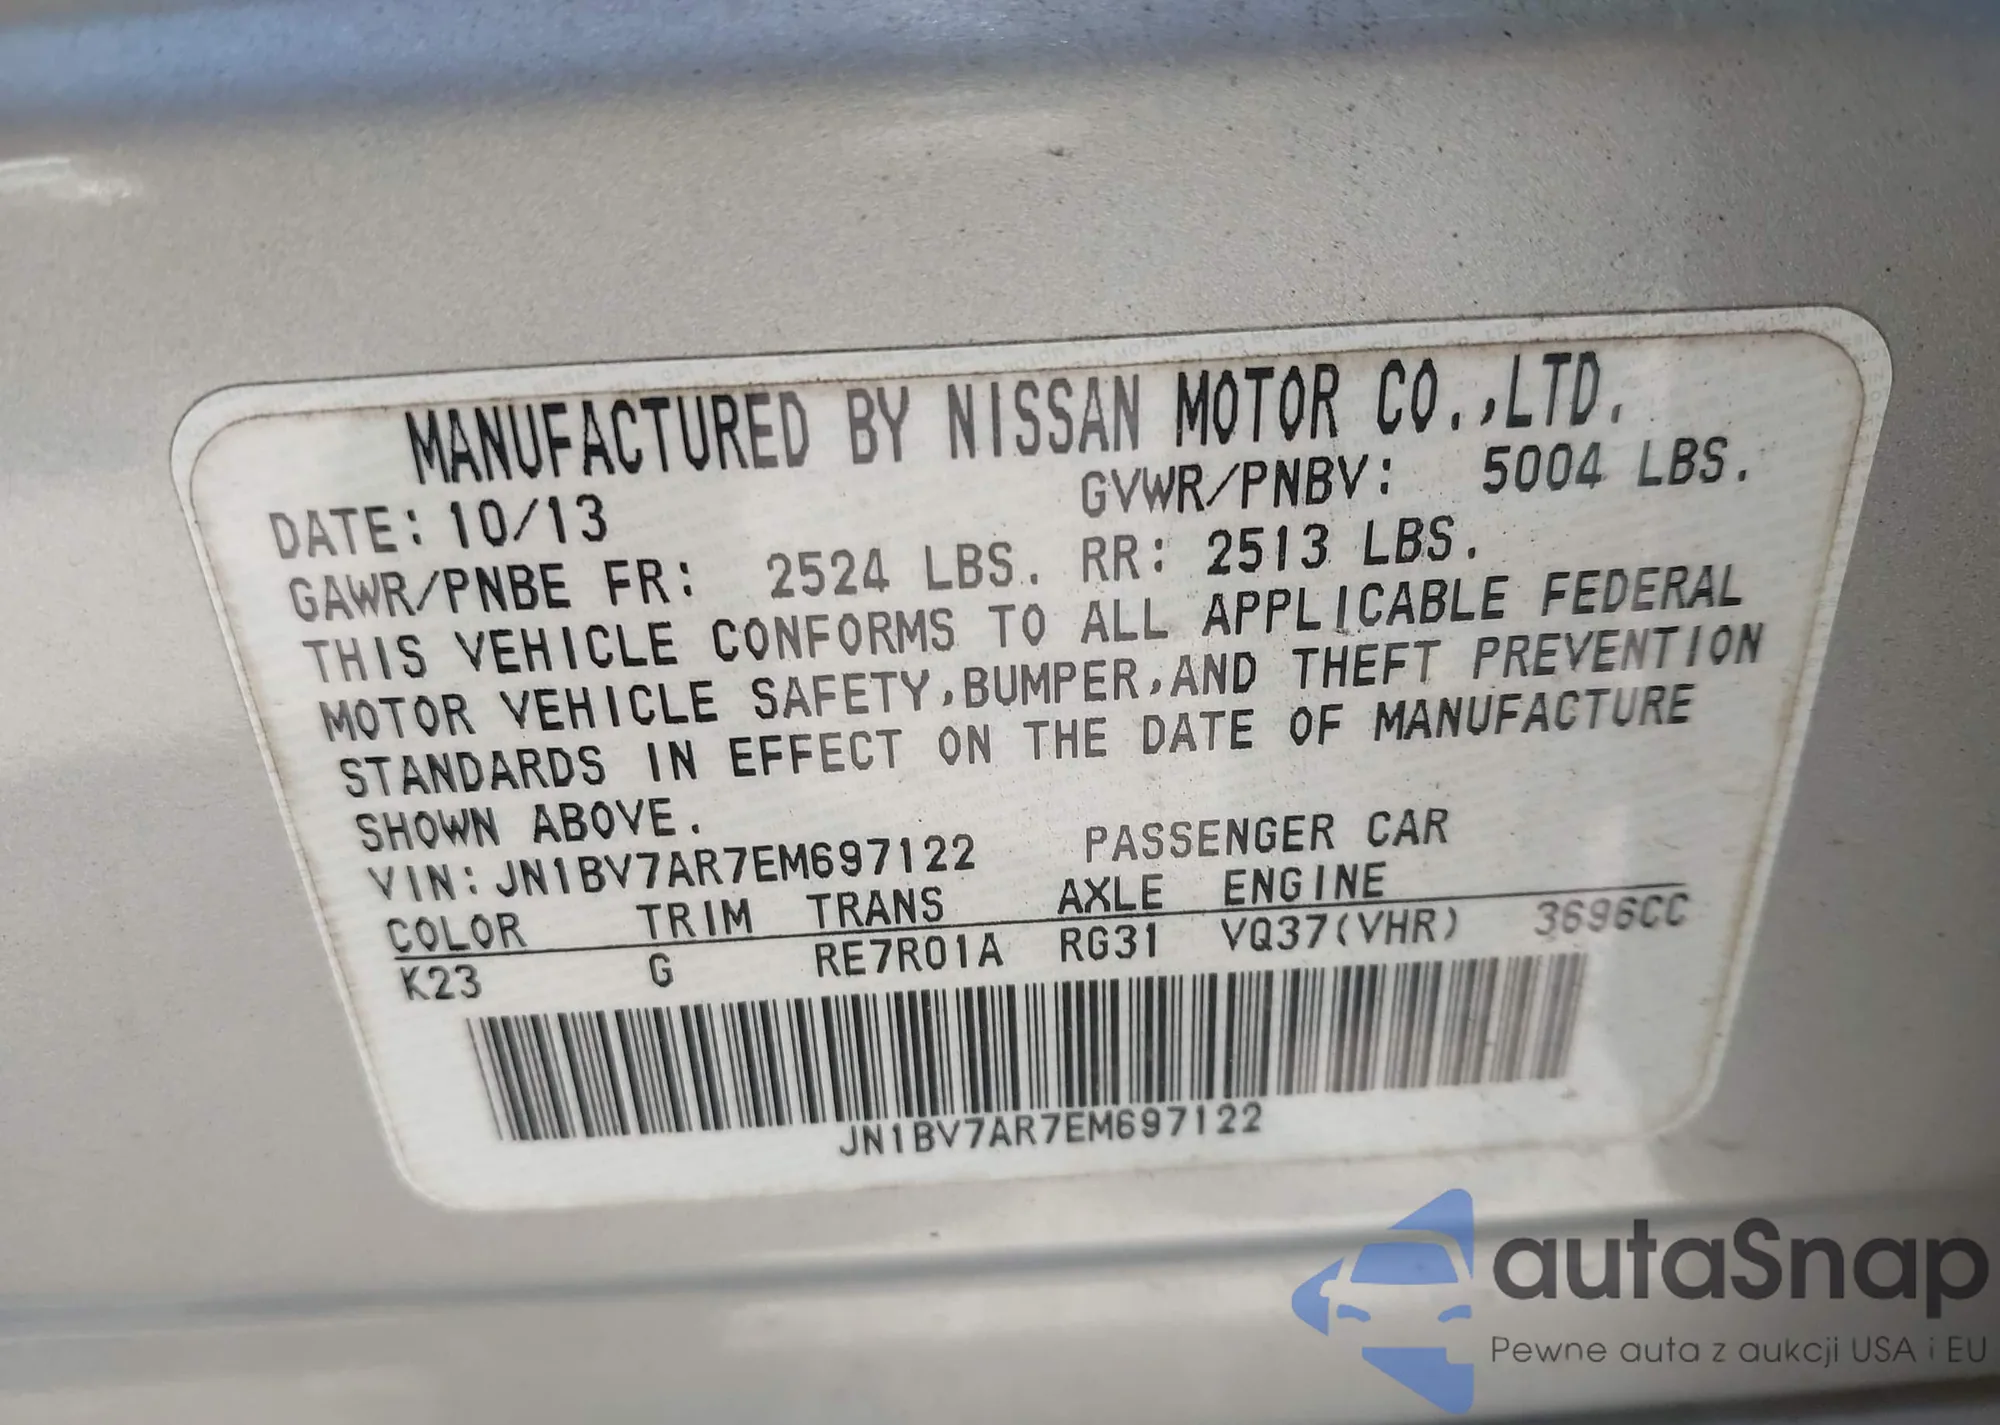 MANUFACTURED BY NISSAN MOTOR CO.,LTD.
DATE: 10/13 GVWR/PNBV: 5004 LBS.
GAWR/PNBE FR: 2524 LBS. RR: 2513 LBS.
THIS VEHICLE CONFORMS TO ALL APPLICABLE FEDERAL
MOTOR VEHICLE SAFETY,BUMPER,AND THEFT PREVENTION
STANDARDS IN EFFECT ON THE DATE OF MANUFACTURE
SHOWN ABOVE.
VIN: JN1BV7AR7EM697122 PASSENGER CAR
COLOR TRIM TRANS AXLE ENGINE
K23 G RE7R01A RG31 VQ37(VHR) 3696CC
JN1BV7AR7EM697122
autaSnap
Pewne auta z aukcji USA i EU